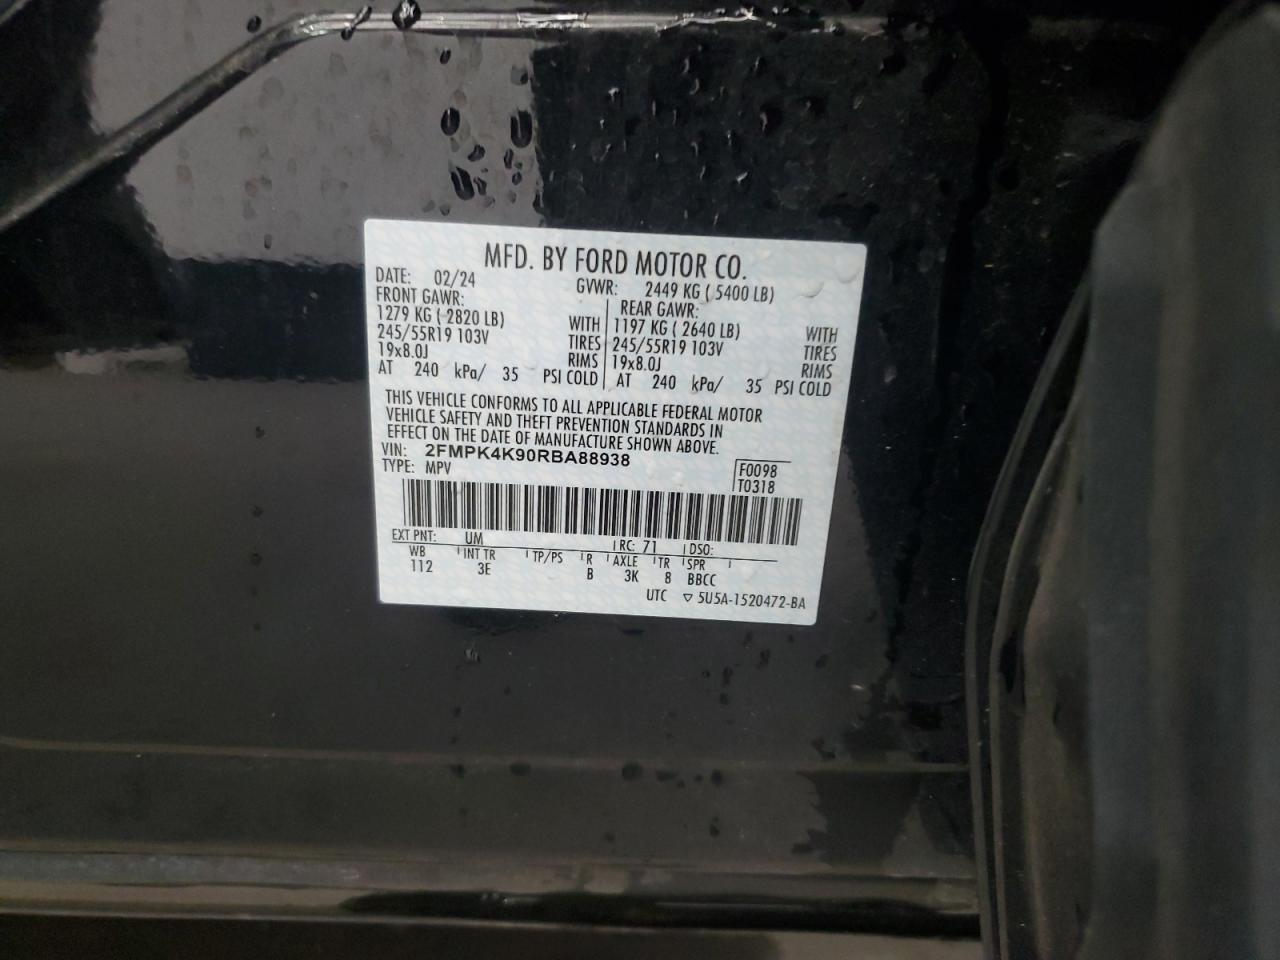 MFD. BY FORD MOTOR CO.
DATE: 02/24 GVWR: 2449 KG ( 5400 LB)
FRONT GAWR: REAR GAWR:
1279 KG ( 2820 LB) WITH 1197 KG ( 2640 LB) WITH
245/55R19 103V TIRES 245/55R19 103V TIRES
19x8.0J RIMS 19x8.0J RIMS
AT 240 kPa/ 35 PSI COLD AT 240 kPa/ 35 PSI COLD
THIS VEHICLE CONFORMS TO ALL APPLICABLE FEDERAL MOTOR
VEHICLE SAFETY AND THEFT PREVENTION STANDARDS IN
EFFECT ON THE DATE OF MANUFACTURE SHOWN ABOVE.
VIN: 2FMPK4K90RBA88938
TYPE: MPV
F0098
T0318
EXT PNT: UM RC: 71 DSO:
WB INT TR TP/PS R AXLE TR SPR
112 3E B 3K 8 BBCC
UTC ▽ 5U5A-1520472-BA